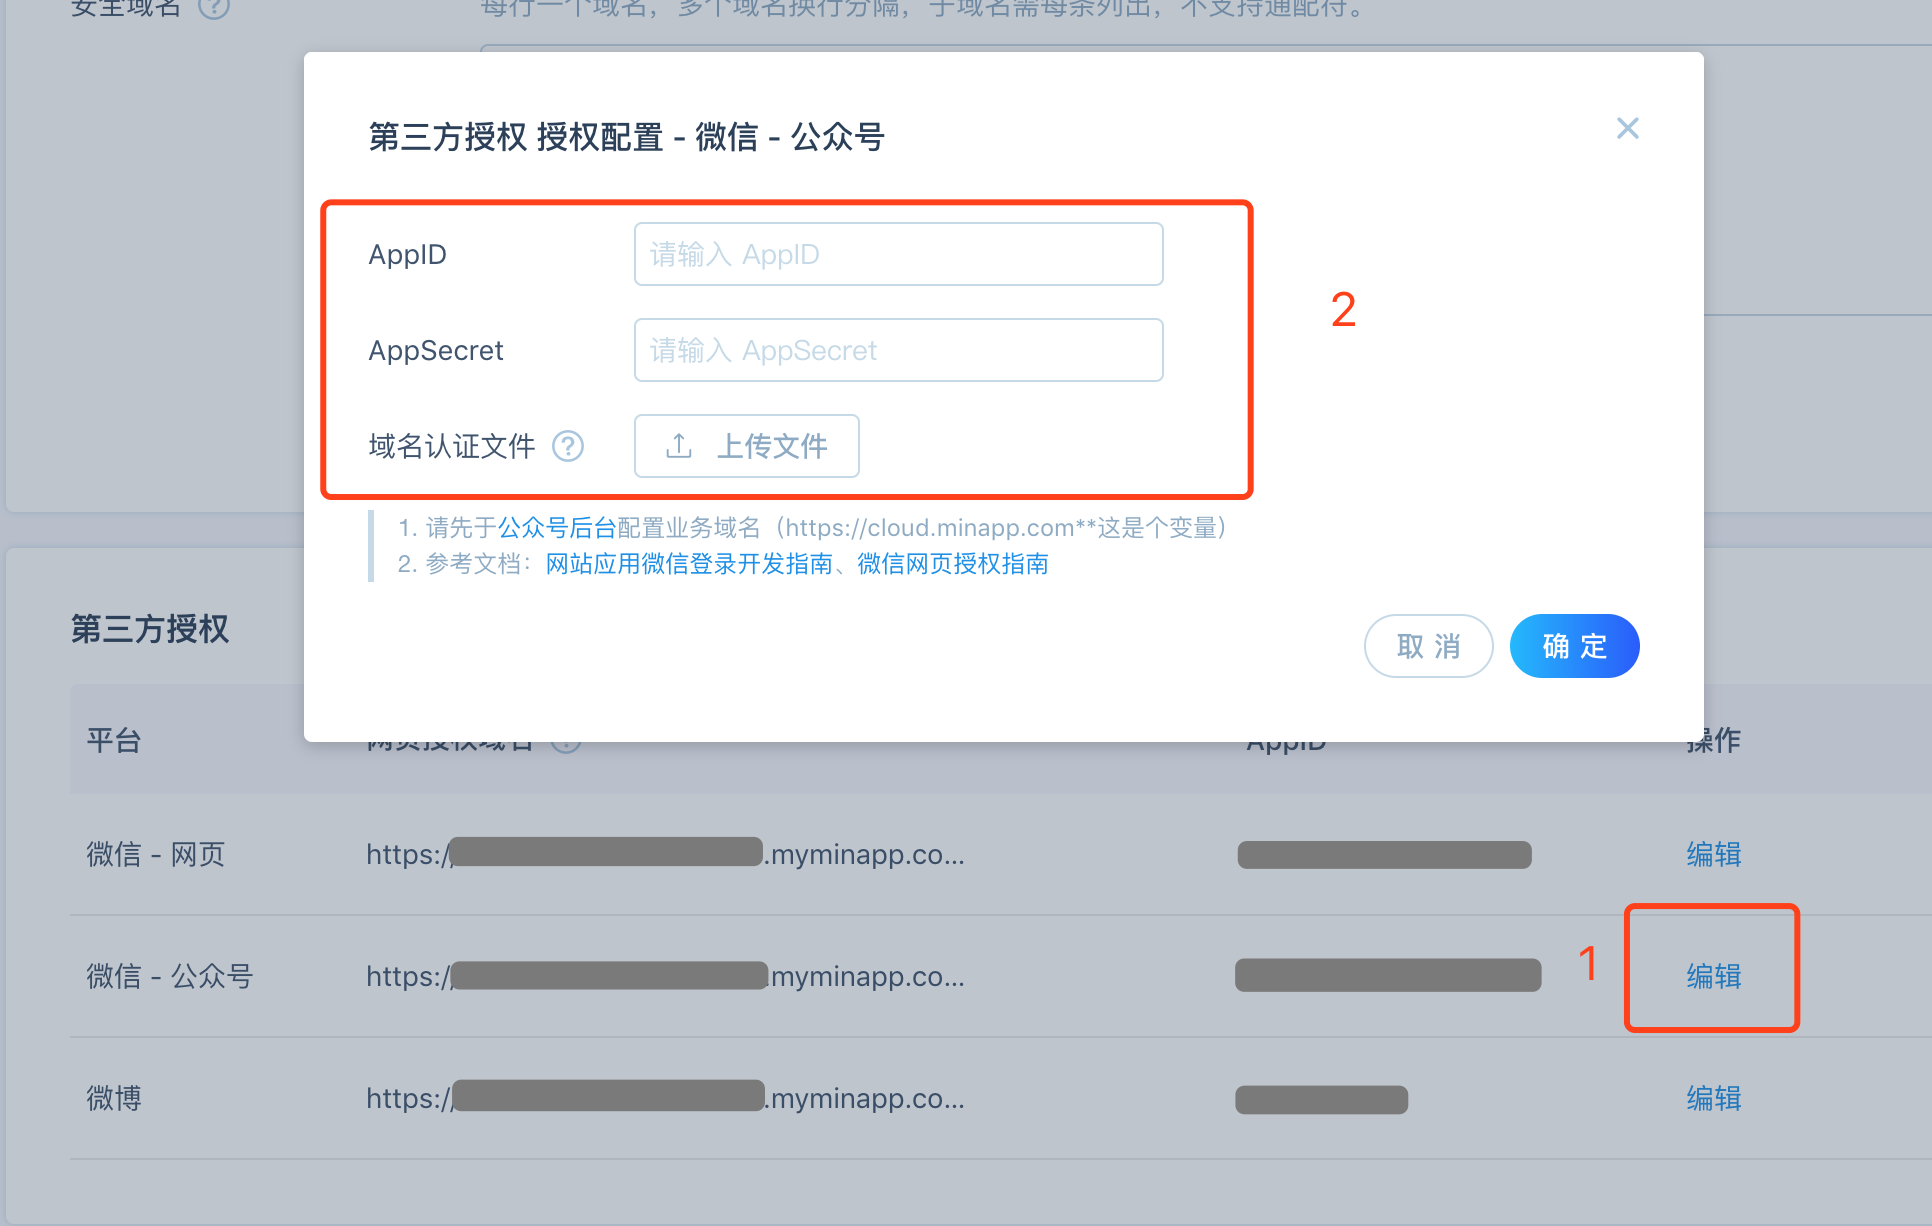 安全域名
每行一个域名，多个域名换行分隔，子域名需每条列出，不支持通配符。
第三方授权 授权配置 - 微信 - 公众号
AppID
请输入 AppID
2
AppSecret
请输入 AppSecret
域名认证文件 ?
上传文件
1. 请先于公众号后台配置业务域名（https://cloud.minapp.com**这是个变量）
2. 参考文档：网站应用微信登录开发指南、微信网页授权指南
取 消
确 定
第三方授权
平台
网页授权域名
AppID
操作
微信 - 网页
https:/
.myminapp.co...
编辑
微信 - 公众号
https:/
.myminapp.co...
1
编辑
微博
https:/
.myminapp.co...
编辑